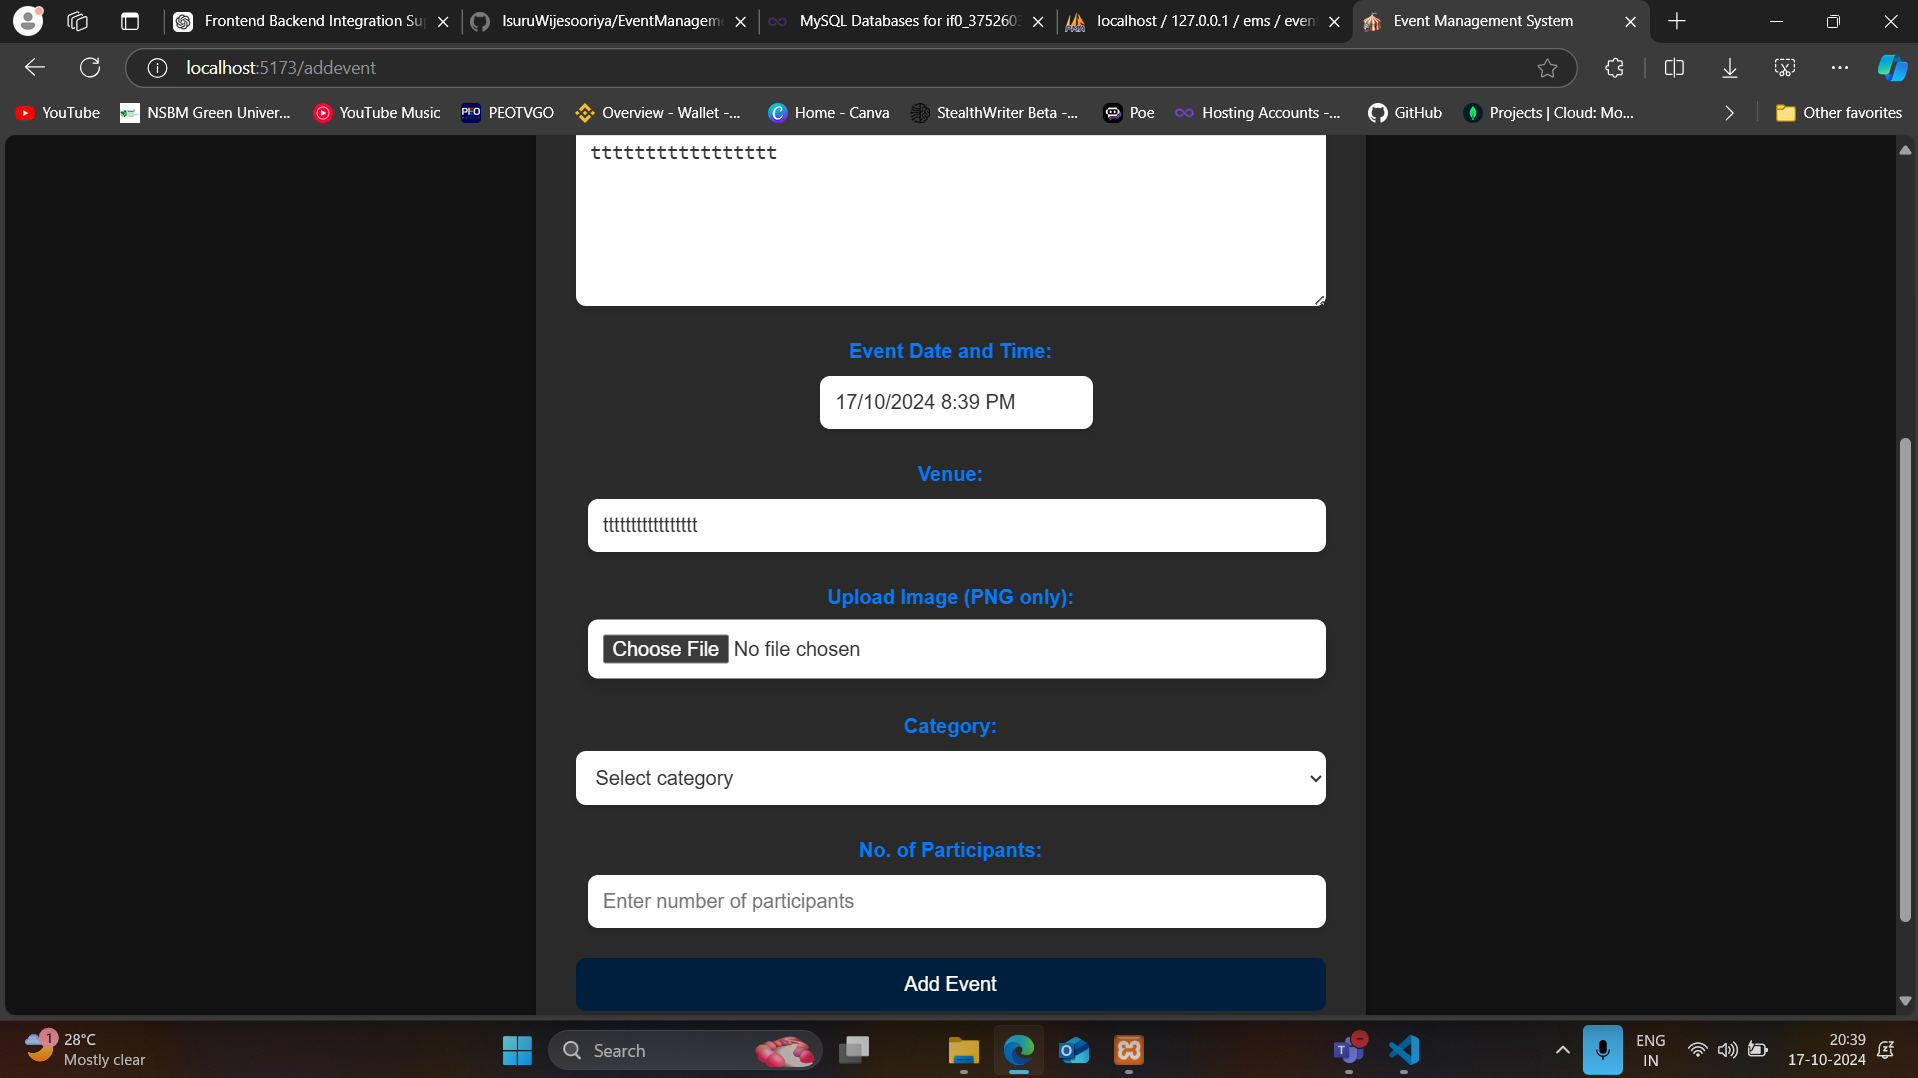 Frontend Backend Integration Su
IsuruWijesooriya/EventManagem
MySQL Databases for if0_3752603
localhost / 127.0.0.1 / ems / even
Event Management System
localhost:5173/addevent
YouTube
NSBM Green Univer...
YouTube Music
PEOTVGO
Overview - Wallet -...
Home - Canva
StealthWriter Beta -...
Poe
Hosting Accounts -...
GitHub
Projects | Cloud: Mo...
Other favorites
ttttttttttttttttt
Event Date and Time:
17/10/2024 8:39 PM
Venue:
ttttttttttttttttt
Upload Image (PNG only):
Choose File No file chosen
Category:
Select category
No. of Participants:
Enter number of participants
Add Event
1
28°C
Mostly clear
Search
ENG
IN
20:39
17-10-2024